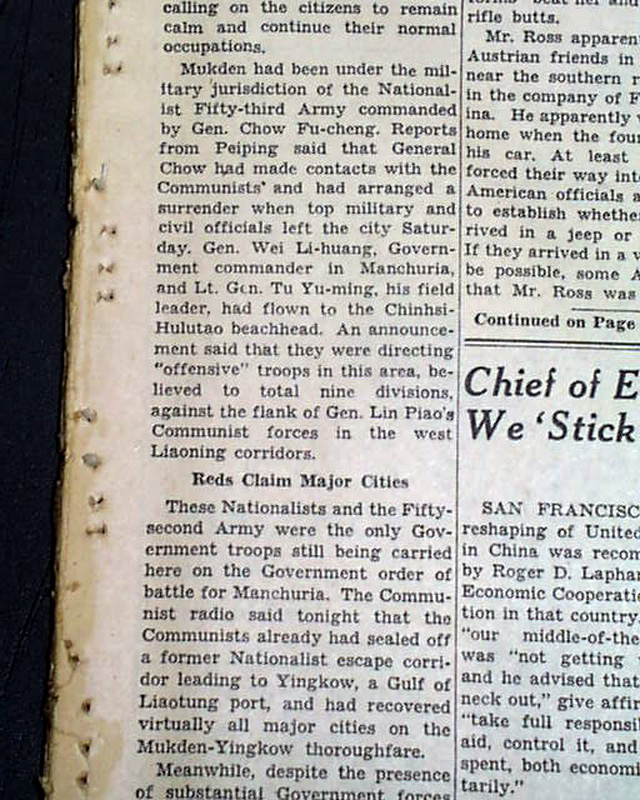 calling on the citizens to remain
calm and continue their normal
occupations.
Mukden had been under the mil-
itary jurisdiction of the National-
ist Fifty-third Army commanded
by Gen. Chow Fu-cheng. Reports
from Peiping said that General
Chow had made contacts with the
Communists' and had arranged a
surrender when top military and
civil officials left the city Satur-
day. Gen. Wei Li-huang, Govern-
ment commander in Manchuria,
and Lt. Gen. Tu Yu-ming, his field
leader, had flown to the Chinhsi-
Hulutao beachhead. An announce-
ment said that they were directing
"offensive" troops in this area, be-
lieved to total nine divisions,
against the flank of Gen. Lin Piao's
Communist forces in the west
Liaoning corridors.
Reds Claim Major Cities
These Nationalists and the Fifty-
second Army were the only Gov-
ernment troops still being carried
here on the Government order of
battle for Manchuria. The Commu-
nist radio said tonight that the
Communists already had sealed off
a former Nationalist escape corri-
dor leading to Yingkow, a Gulf of
Liaotung port, and had recovered
virtually all major cities on the
Mukden-Yingkow thoroughfare.
Meanwhile, despite the presence
of substantial Government forces
rifle butts.
Mr. Ross apparen
Austrian friends in
near the southern r
in the company of F
ina. He apparently
home when the fou
his car. At least
forced their way int
American officials a
to establish whethe
rived in a jeep or
If they arrived in a v
be possible, some A
that Mr. Ross was
Continued on Page
Chief of E
We 'Stick
SAN FRANCISC
reshaping of United
in China was recom
by Roger D. Lapha
Economic Cooperati
tion in that country.
"our middle-of-the
was "not getting
and he advised that
neck out," give affir
"take full responsi
aid, control it, and
spent, both economi
tarily."